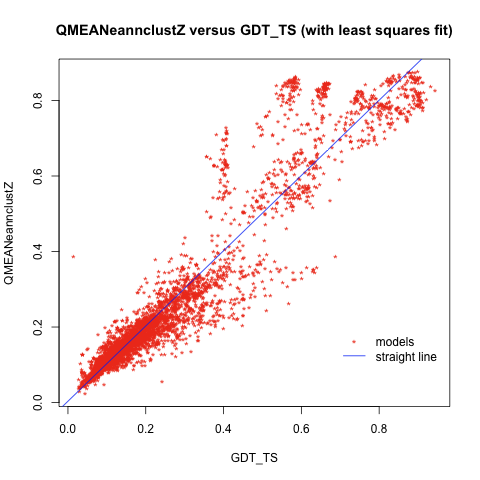 QMEANeannclustZ versus GDT_TS (with least squares fit)
QMEANeannclustZ
0.8
0.6
0.4
0.2
0.0
models
straight line
0.0 0.2 0.4 0.6 0.8
GDT_TS